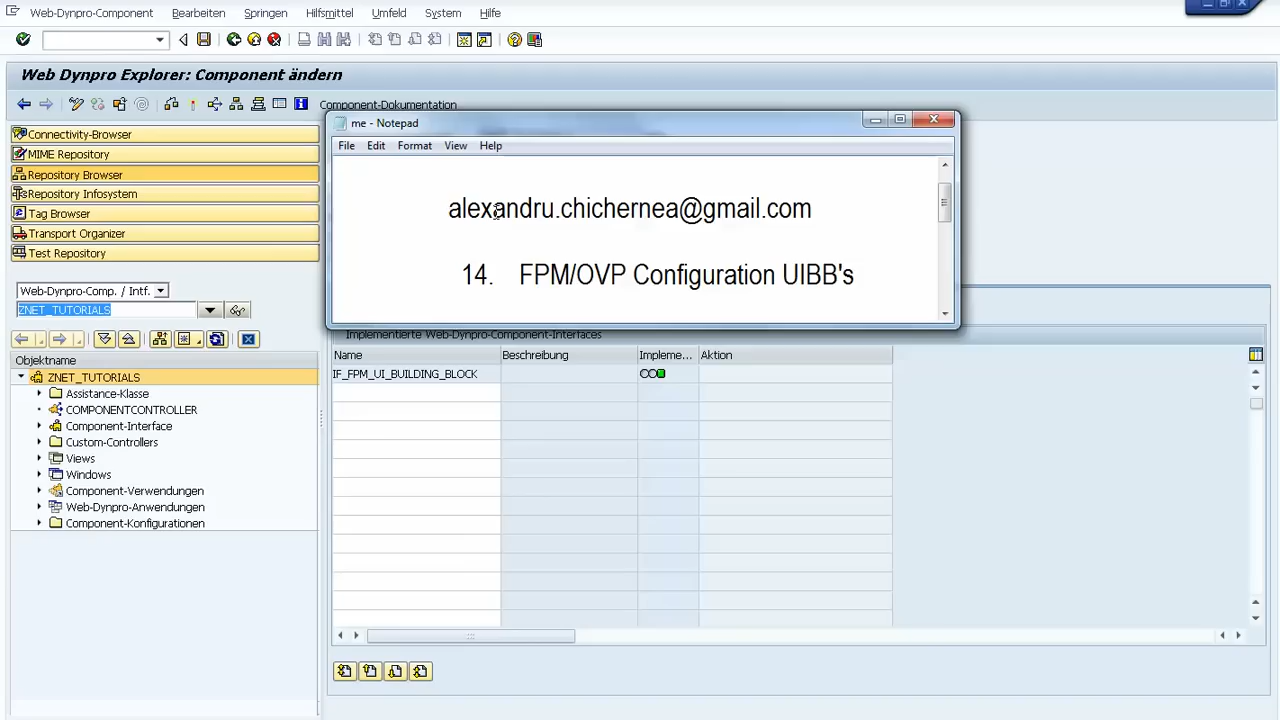 Web-Dynpro-Component Bearbeiten Springen Hilfsmittel Umfeld System Hilfe
Web Dynpro Explorer: Component ändern
Component-Dokumentation
Connectivity-Browser
MIME Repository
Repository Browser
Repository Infosystem
Tag Browser
Transport Organizer
Test Repository
Web-Dynpro-Comp. / Intf.
ZNET_TUTORIALS
Objektname
ZNET_TUTORIALS
Assistance-Klasse
COMPONENTCONTROLLER
Component-Interface
Custom-Controllers
Views
Windows
Component-Verwendungen
Web-Dynpro-Anwendungen
Component-Konfigurationen
me - Notepad
File Edit Format View Help
alexandru.chichernea@gmail.com
14. FPM/OVP Configuration UIBB's
Implementierte Web-Dynpro-Component-Interfaces
Name Beschreibung Impleme... Aktion
IF_FPM_UI_BUILDING_BLOCK